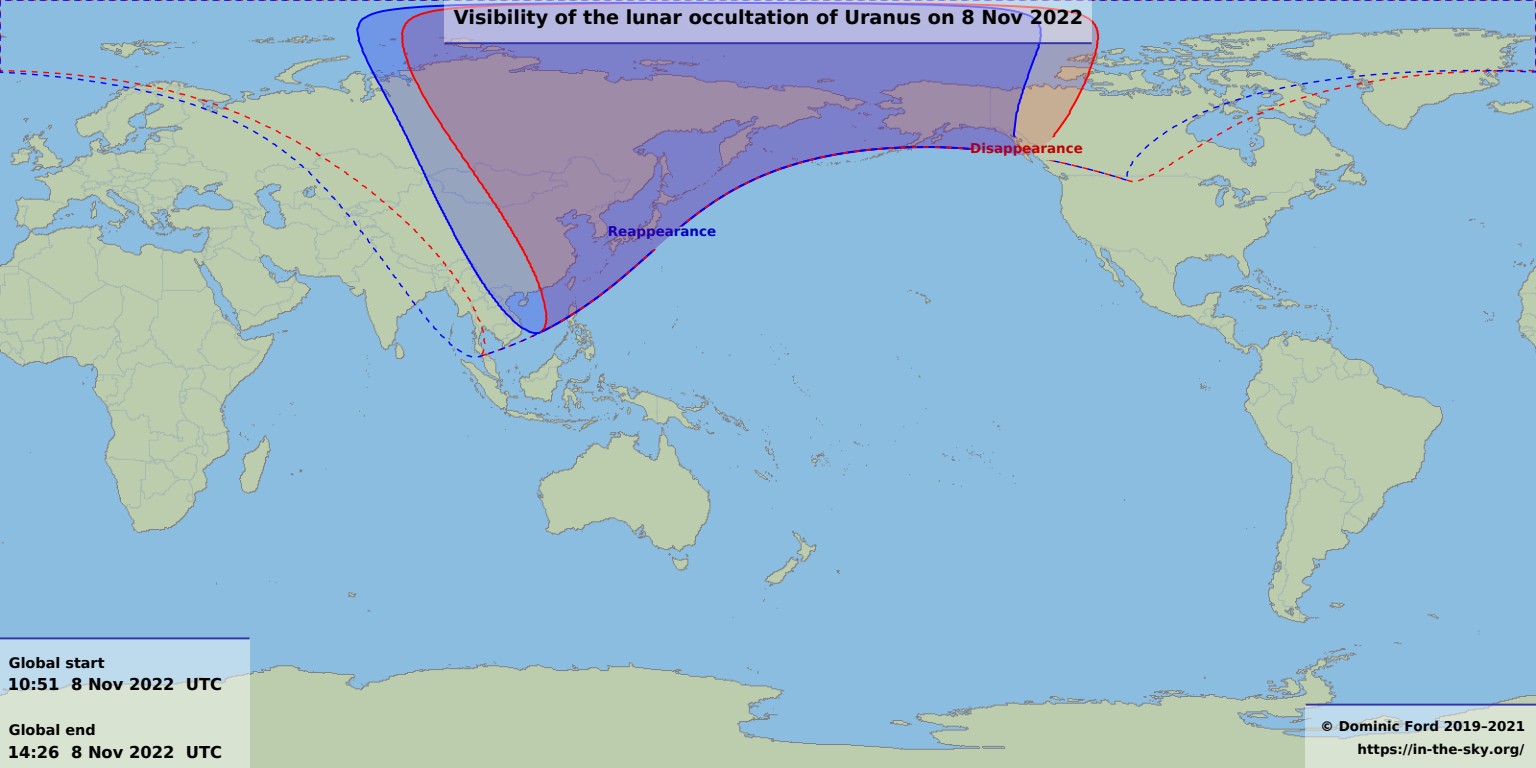 Visibility of the lunar occultation of Uranus on 8 Nov 2022
Disappearance
Reappearance
Global start
10:51 8 Nov 2022 UTC
Global end
14:26 8 Nov 2022 UTC
© Dominic Ford 2019–2021
https://in-the-sky.org/